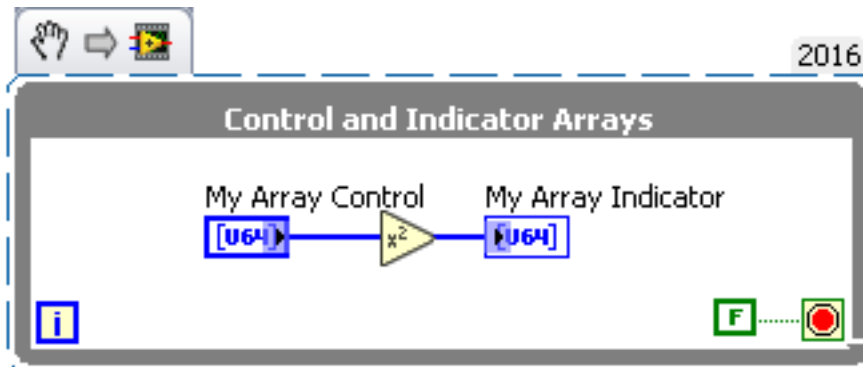 2016
Control and Indicator Arrays
My Array Control
My Array Indicator
[U64]
x²
[U64]
i
F